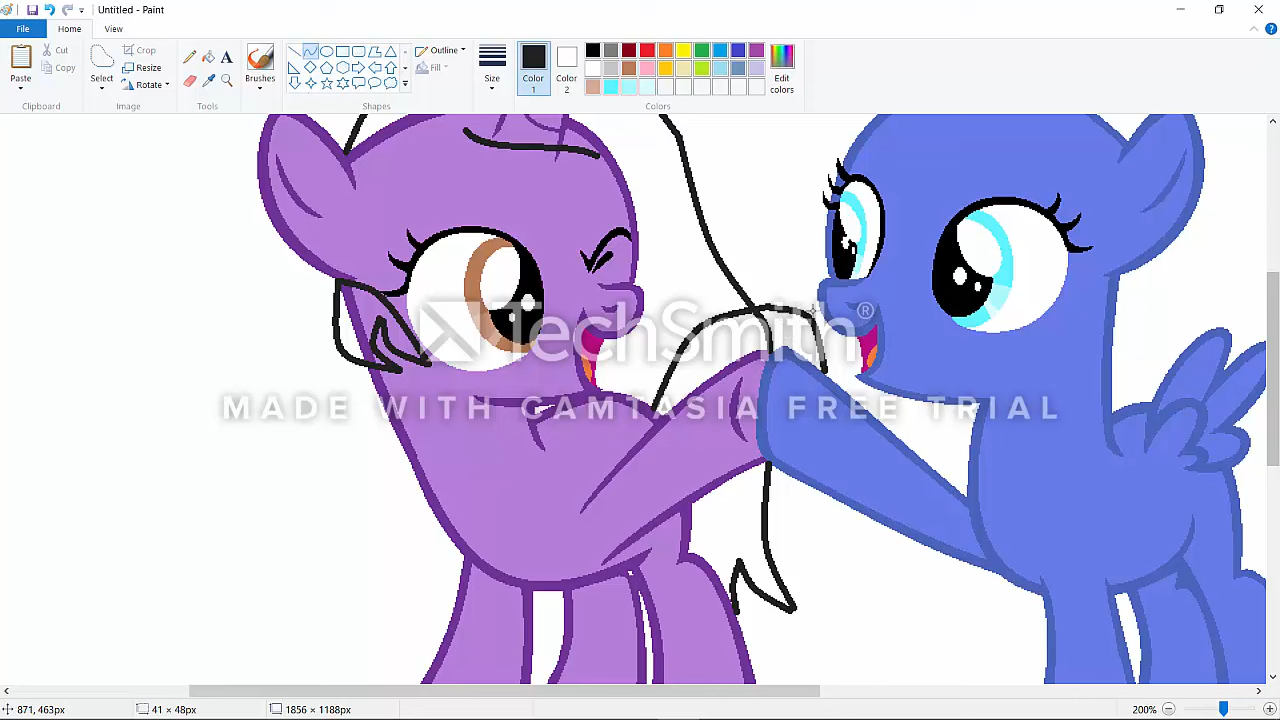 Untitled - Paint
File Home View
Paste
Cut
Copy
Clipboard
Select
Crop
Resize
Rotate
Image
Tools
Brushes
Outline
Fill
Shapes
Size
Color 1
Color 2
Edit colors
Colors
TechSmith®
MADE WITH CAMTASIA FREE TRIAL
871, 463px
41 × 48px
1856 × 1188px
200%